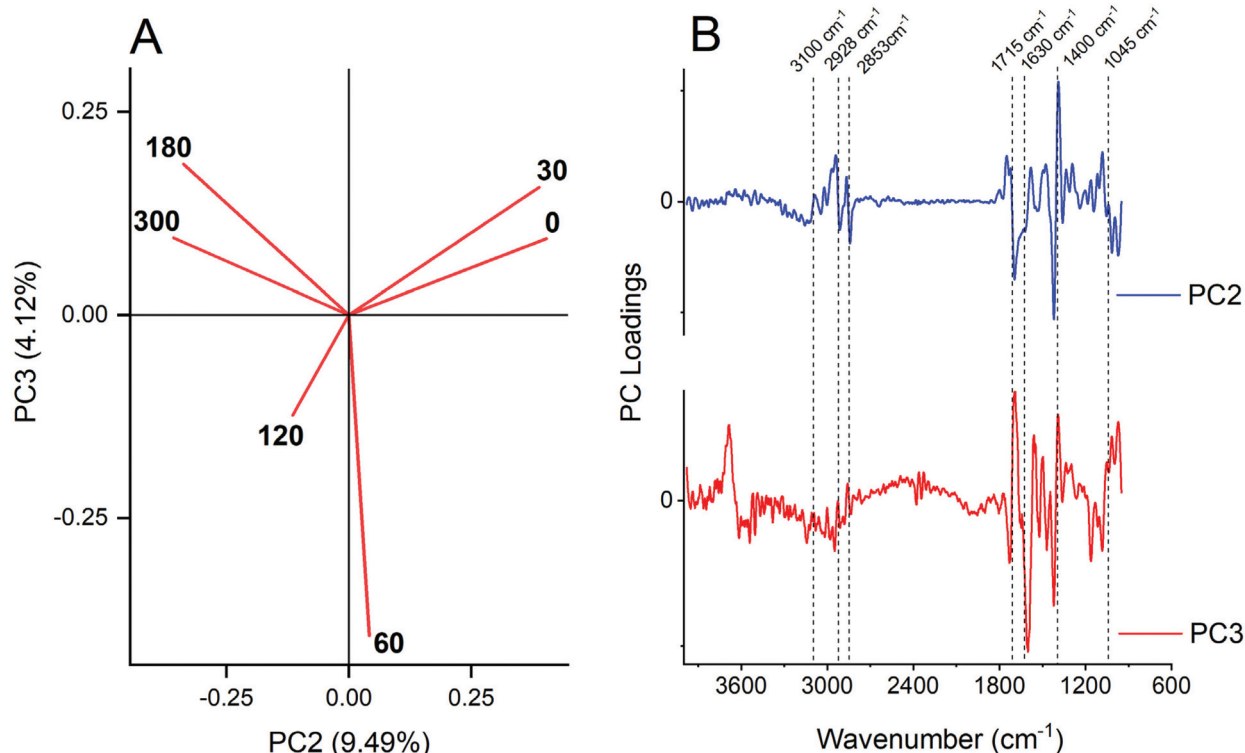 A
0.25
0.00
-0.25
PC3 (4.12%)
180
300
30
0
120
60
-0.25
0.00
0.25
PC2 (9.49%)
B
3100 cm⁻¹
2928 cm⁻¹
2853cm⁻¹
1715 cm⁻¹
1630 cm⁻¹
1400 cm⁻¹
1045 cm⁻¹
0
PC2
PC Loadings
0
PC3
3600
3000
2400
1800
1200
600
Wavenumber (cm⁻¹)